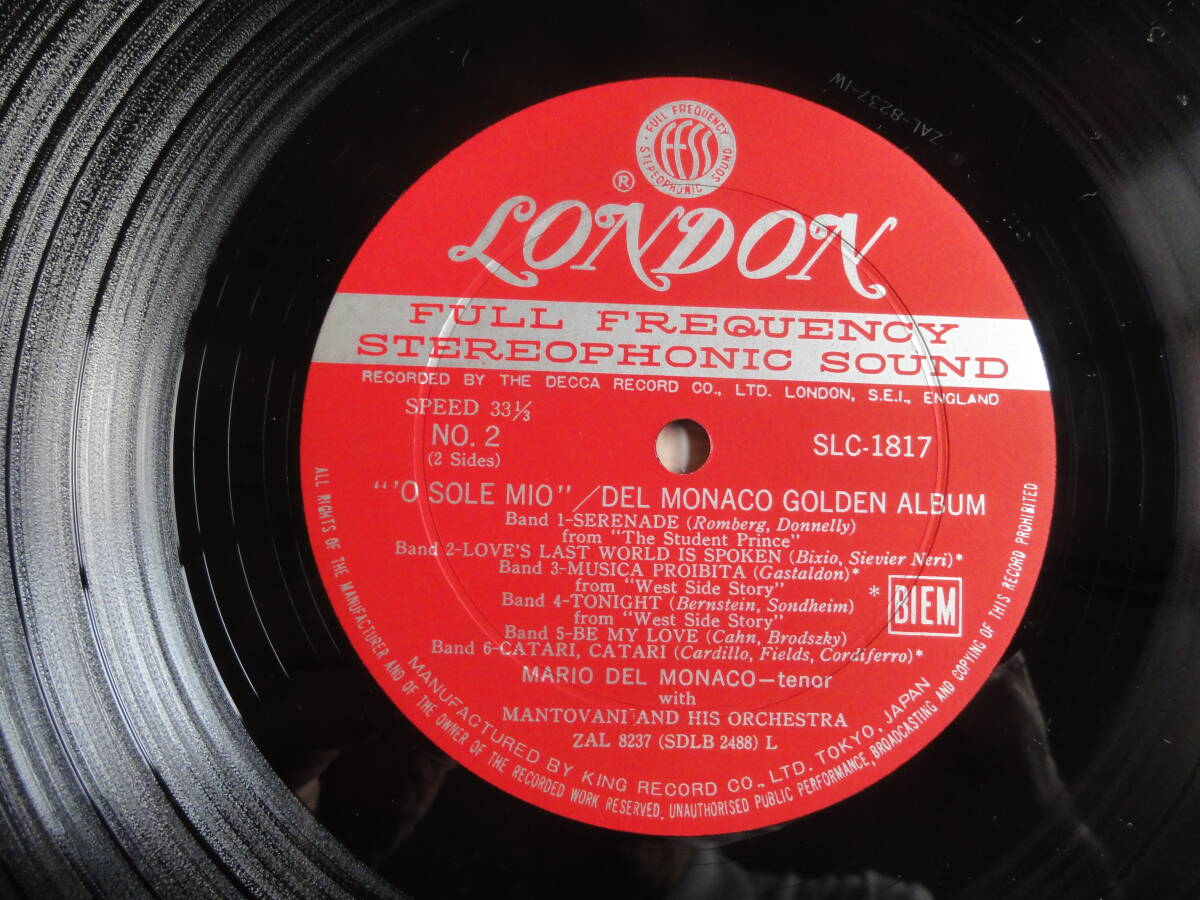 FULL FREQUENCY
FFSS
STEREOPHONIC SOUND
®
LONDON
FULL FREQUENCY
STEREOPHONIC SOUND
RECORDED BY THE DECCA RECORD CO., LTD. LONDON, S.E.I., ENGLAND
SPEED 33⅓
NO. 2
(2 Sides)
SLC-1817
"'O SOLE MIO"/DEL MONACO GOLDEN ALBUM
Band 1-SERENADE (Romberg, Donnelly)
from "The Student Prince"
Band 2-LOVE'S LAST WORLD IS SPOKEN (Bixio, Sievier Neri)*
Band 3-MUSICA PROIBITA (Gastaldon)*
from "West Side Story"
Band 4-TONIGHT (Bernstein, Sondheim)
from "West Side Story"
Band 5-BE MY LOVE (Cahn, Brodszky)
Band 6-CATARI, CATARI (Cardillo, Fields, Cordiferro)*
* BIEM
MARIO DEL MONACO-tenor
with
MANTOVANI AND HIS ORCHESTRA
ZAL 8237 (SDLB 2488) L
MANUFACTURED BY KING RECORD CO., LTD. TOKYO, JAPAN
ALL RIGHTS OF THE MANUFACTURER AND OF THE OWNER OF THE RECORDED WORK RESERVED. UNAUTHORISED PUBLIC PERFORMANCE, BROADCASTING AND COPYING OF THIS RECORD PROHIBITED
ZAL-8237-1W